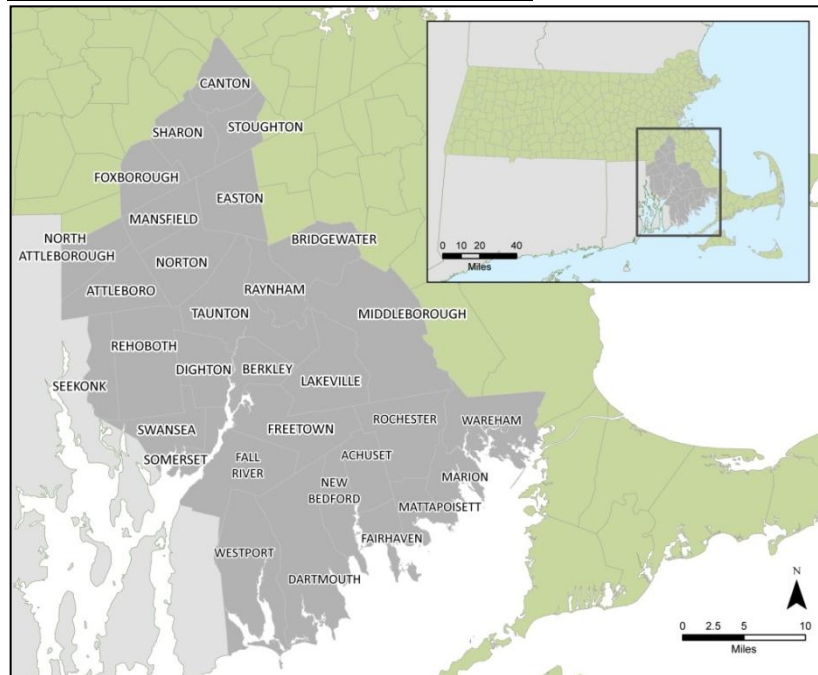 CANTON
SHARON
STOUGHTON
FOXBOROUGH
EASTON
MANSFIELD
NORTH
ATTLEBOROUGH
BRIDGEWATER
NORTON
ATTLEBORO
RAYNHAM
TAUNTON
MIDDLEBOROUGH
REHOBOTH
DIGHTON
BERKLEY
SEEKONK
LAKEVILLE
SWANSEA
FREETOWN
ROCHESTER
WAREHAM
SOMERSET
FALL
RIVER
ACHUSET
NEW
BEDFORD
MARION
MATTAPOISETT
FAIRHAVEN
WESTPORT
DARTMOUTH
0 10 20 40
Miles
N
0 2.5 5 10
Miles